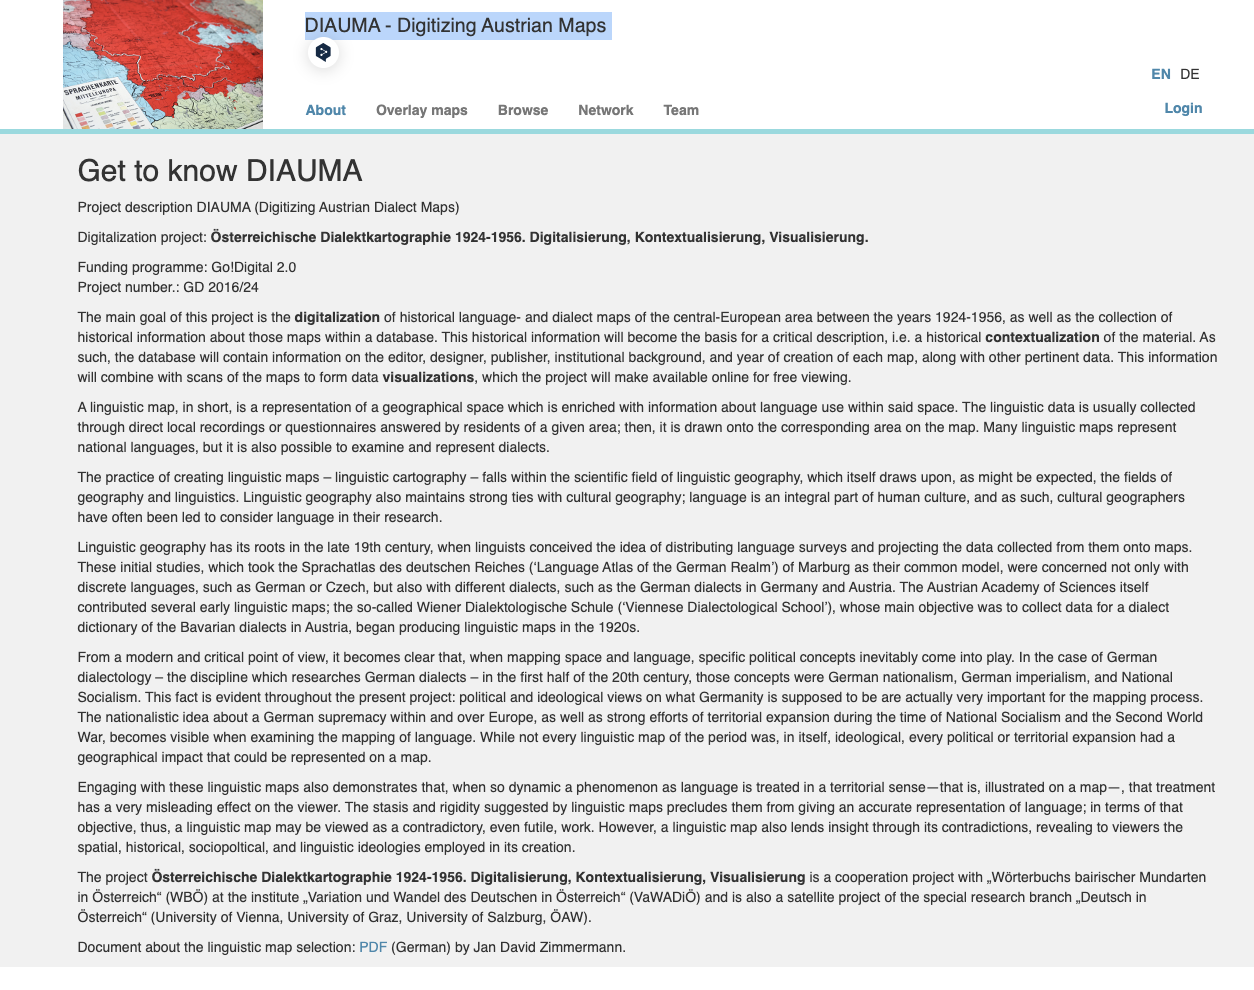 DIAUMA - Digitizing Austrian Maps
SPRACHENKARTE
MITTELEUROPA
EN DE
About Overlay maps Browse Network Team
Login
Get to know DIAUMA
Project description DIAUMA (Digitizing Austrian Dialect Maps)
Digitalization project: Österreichische Dialektkartographie 1924-1956. Digitalisierung, Kontextualisierung, Visualisierung.
Funding programme: Go!Digital 2.0
Project number.: GD 2016/24
The main goal of this project is the digitalization of historical language- and dialect maps of the central-European area between the years 1924-1956, as well as the collection of
historical information about those maps within a database. This historical information will become the basis for a critical description, i.e. a historical contextualization of the material. As
such, the database will contain information on the editor, designer, publisher, institutional background, and year of creation of each map, along with other pertinent data. This information
will combine with scans of the maps to form data visualizations, which the project will make available online for free viewing.
A linguistic map, in short, is a representation of a geographical space which is enriched with information about language use within said space. The linguistic data is usually collected
through direct local recordings or questionnaires answered by residents of a given area; then, it is drawn onto the corresponding area on the map. Many linguistic maps represent
national languages, but it is also possible to examine and represent dialects.
The practice of creating linguistic maps – linguistic cartography – falls within the scientific field of linguistic geography, which itself draws upon, as might be expected, the fields of
geography and linguistics. Linguistic geography also maintains strong ties with cultural geography; language is an integral part of human culture, and as such, cultural geographers
have often been led to consider language in their research.
Linguistic geography has its roots in the late 19th century, when linguists conceived the idea of distributing language surveys and projecting the data collected from them onto maps.
These initial studies, which took the Sprachatlas des deutschen Reiches (‘Language Atlas of the German Realm’) of Marburg as their common model, were concerned not only with
discrete languages, such as German or Czech, but also with different dialects, such as the German dialects in Germany and Austria. The Austrian Academy of Sciences itself
contributed several early linguistic maps; the so-called Wiener Dialektologische Schule (‘Viennese Dialectological School’), whose main objective was to collect data for a dialect
dictionary of the Bavarian dialects in Austria, began producing linguistic maps in the 1920s.
From a modern and critical point of view, it becomes clear that, when mapping space and language, specific political concepts inevitably come into play. In the case of German
dialectology – the discipline which researches German dialects – in the first half of the 20th century, those concepts were German nationalism, German imperialism, and National
Socialism. This fact is evident throughout the present project: political and ideological views on what Germanity is supposed to be are actually very important for the mapping process.
The nationalistic idea about a German supremacy within and over Europe, as well as strong efforts of territorial expansion during the time of National Socialism and the Second World
War, becomes visible when examining the mapping of language. While not every linguistic map of the period was, in itself, ideological, every political or territorial expansion had a
geographical impact that could be represented on a map.
Engaging with these linguistic maps also demonstrates that, when so dynamic a phenomenon as language is treated in a territorial sense—that is, illustrated on a map—, that treatment
has a very misleading effect on the viewer. The stasis and rigidity suggested by linguistic maps precludes them from giving an accurate representation of language; in terms of that
objective, thus, a linguistic map may be viewed as a contradictory, even futile, work. However, a linguistic map also lends insight through its contradictions, revealing to viewers the
spatial, historical, sociopoltical, and linguistic ideologies employed in its creation.
The project Österreichische Dialektkartographie 1924-1956. Digitalisierung, Kontextualisierung, Visualisierung is a cooperation project with „Wörterbuchs bairischer Mundarten
in Österreich“ (WBÖ) at the institute „Variation und Wandel des Deutschen in Österreich“ (VaWADiÖ) and is also a satellite project of the special research branch „Deutsch in
Österreich“ (University of Vienna, University of Graz, University of Salzburg, ÖAW).
Document about the linguistic map selection: PDF (German) by Jan David Zimmermann.